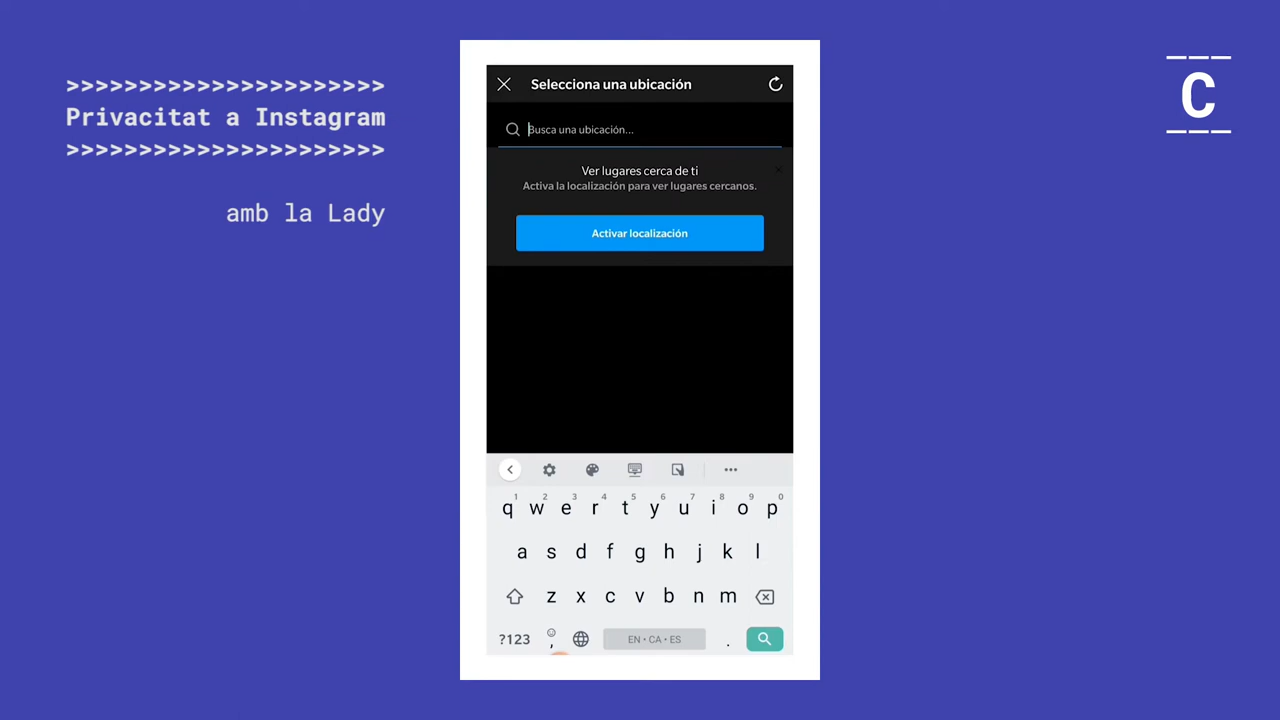 >>>>>>>>>>>>>>>>>>>>>>
Privacitat a Instagram
>>>>>>>>>>>>>>>>>>>>>>
amb la Lady
C
Selecciona una ubicación
Busca una ubicación...
Ver lugares cerca de ti
Activa la localización para ver lugares cercanos.
Activar localización
1 2 3 4 5 6 7 8 9 0
q w e r t y u i o p
a s d f g h j k l
z x c v b n m
?123 , EN • CA • ES .